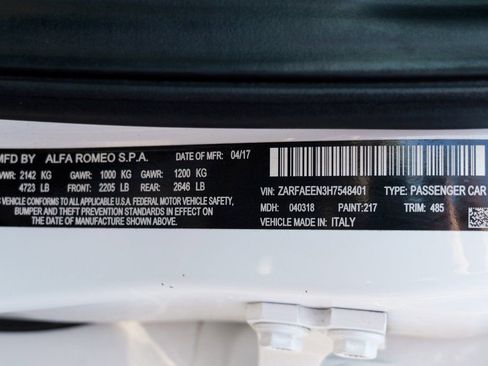 MFD BY ALFA ROMEO S.P.A. DATE OF MFR: 04/17
GVWR: 2142 KG GAWR: 1000 KG GAWR: 1200 KG
4723 LB FRONT: 2205 LB REAR: 2646 LB
THIS VEHICLE CONFORMS TO ALL APPLICABLE U.S.A. FEDERAL MOTOR VEHICLE SAFETY,
BUMPER AND THEFT PREVENTION STANDARDS IN EFFECT ON
THE DATE OF MANUFACTURE SHOWN ABOVE.
VIN: ZARFAEEN3H7548401 TYPE: PASSENGER CAR
MDH: 040318 PAINT:217 TRIM: 485
VEHICLE MADE IN: ITALY